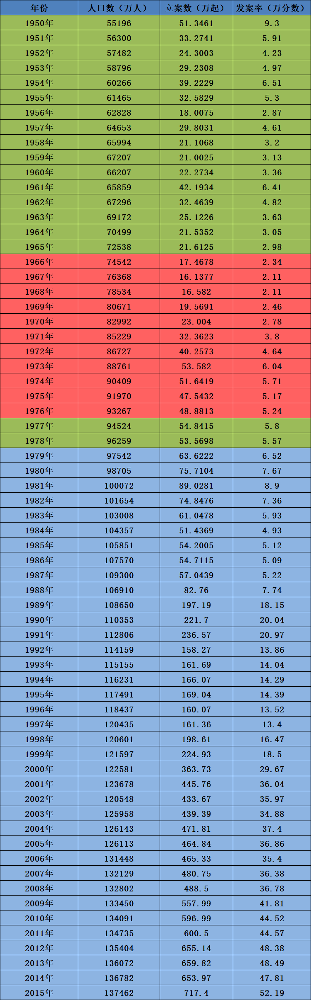 年份 人口数（万人） 立案数（万起） 发案率（万分数）
1950年 55196 51.3461 9.3
1951年 56300 33.2741 5.91
1952年 57482 24.3003 4.23
1953年 58796 29.2308 4.97
1954年 60266 39.2229 6.51
1955年 61465 32.5829 5.3
1956年 62828 18.0075 2.87
1957年 64653 29.8031 4.61
1958年 65994 21.1068 3.2
1959年 67207 21.0025 3.13
1960年 66207 22.2734 3.36
1961年 65859 42.1934 6.41
1962年 67296 32.4639 4.82
1963年 69172 25.1226 3.63
1964年 70499 21.5352 3.05
1965年 72538 21.6125 2.98
1966年 74542 17.4678 2.34
1967年 76368 16.1377 2.11
1968年 78534 16.582 2.11
1969年 80671 19.5691 2.46
1970年 82992 23.004 2.78
1971年 85229 32.3623 3.8
1972年 86727 40.2573 4.64
1973年 88761 53.582 6.04
1974年 90409 51.6419 5.71
1975年 91970 47.5432 5.17
1976年 93267 48.8813 5.24
1977年 94524 54.8415 5.8
1978年 96259 53.5698 5.57
1979年 97542 63.6222 6.52
1980年 98705 75.7104 7.67
1981年 100072 89.0281 8.9
1982年 101654 74.8476 7.36
1983年 103008 61.0478 5.93
1984年 104357 51.4369 4.93
1985年 105851 54.2005 5.12
1986年 107570 54.7115 5.09
1987年 109300 57.0439 5.22
1988年 106910 82.76 7.74
1989年 108650 197.19 18.15
1990年 110353 221.7 20.04
1991年 112806 236.57 20.97
1992年 114159 158.27 13.86
1993年 115155 161.69 14.04
1994年 116231 166.07 14.29
1995年 117491 169.04 14.39
1996年 118437 160.07 13.52
1997年 120435 161.36 13.4
1998年 120601 198.61 16.47
1999年 121597 224.93 18.5
2000年 122581 363.73 29.67
2001年 123678 445.76 36.04
2002年 120548 433.67 35.97
2003年 125958 439.39 34.88
2004年 126143 471.81 37.4
2005年 126113 464.84 36.86
2006年 131448 465.33 35.4
2007年 132129 480.75 36.38
2008年 132802 488.5 36.78
2009年 133450 557.99 41.81
2010年 134091 596.99 44.52
2011年 134735 600.5 44.57
2012年 135404 655.14 48.38
2013年 136072 659.82 48.49
2014年 136782 653.97 47.81
2015年 137462 717.4 52.19